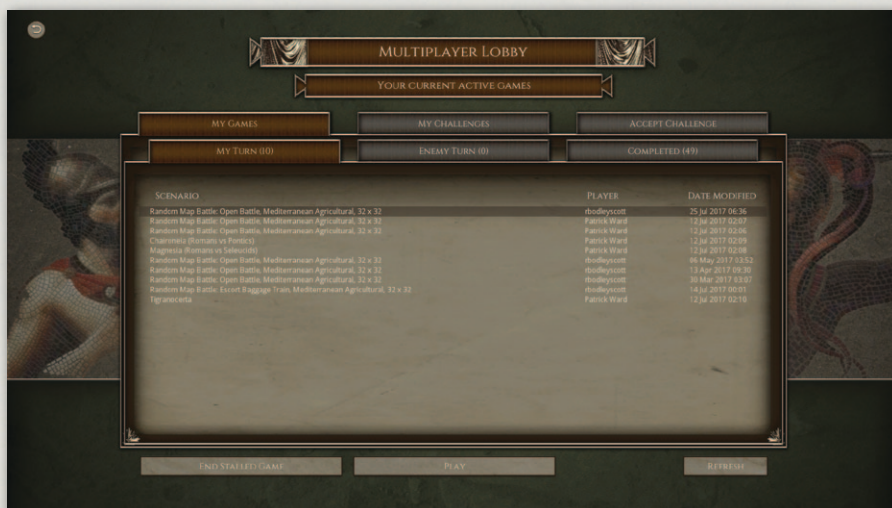 MULTIPLAYER LOBBY
YOUR CURRENT ACTIVE GAMES
MY GAMES MY CHALLENGES ACCEPT CHALLENGE
MY TURN (10) ENEMY TURN (0) COMPLETED (49)
SCENARIO PLAYER DATE MODIFIED
Random Map Battle: Open Battle, Mediterranean Agricultural, 32 x 32 rbodleyscott 25 Jul 2017 06:36
Random Map Battle: Open Battle, Mediterranean Agricultural, 32 x 32 Patrick Ward 12 Jul 2017 02:07
Random Map Battle: Open Battle, Mediterranean Agricultural, 32 x 32 Patrick Ward 12 Jul 2017 02:06
(Romans vs Pontics) Patrick Ward 12 Jul 2017 02:09
Magnesia (Romans vs Seleucids) Patrick Ward 12 Jul 2017 02:08
Random Map Battle: Open Battle, Mediterranean Agricultural, 32 x 32 rbodleyscott 06 May 2017 03:52
Random Map Battle: Open Battle, Mediterranean Agricultural, 32 x 32 rbodleyscott 13 Apr 2017 09:30
Random Map Battle: Open Battle, Mediterranean Agricultural, 32 x 32 rbodleyscott 30 Mar 2017
Random Map Battle: Escort Baggage Train, Mediterranean Agricultural, 32 x 32 rbodleyscott 14 Jul 2017 00:01
Tigranocerta Patrick Ward 12 Jul 2017 02:10
END STALLED GAME PLAY REFRESH